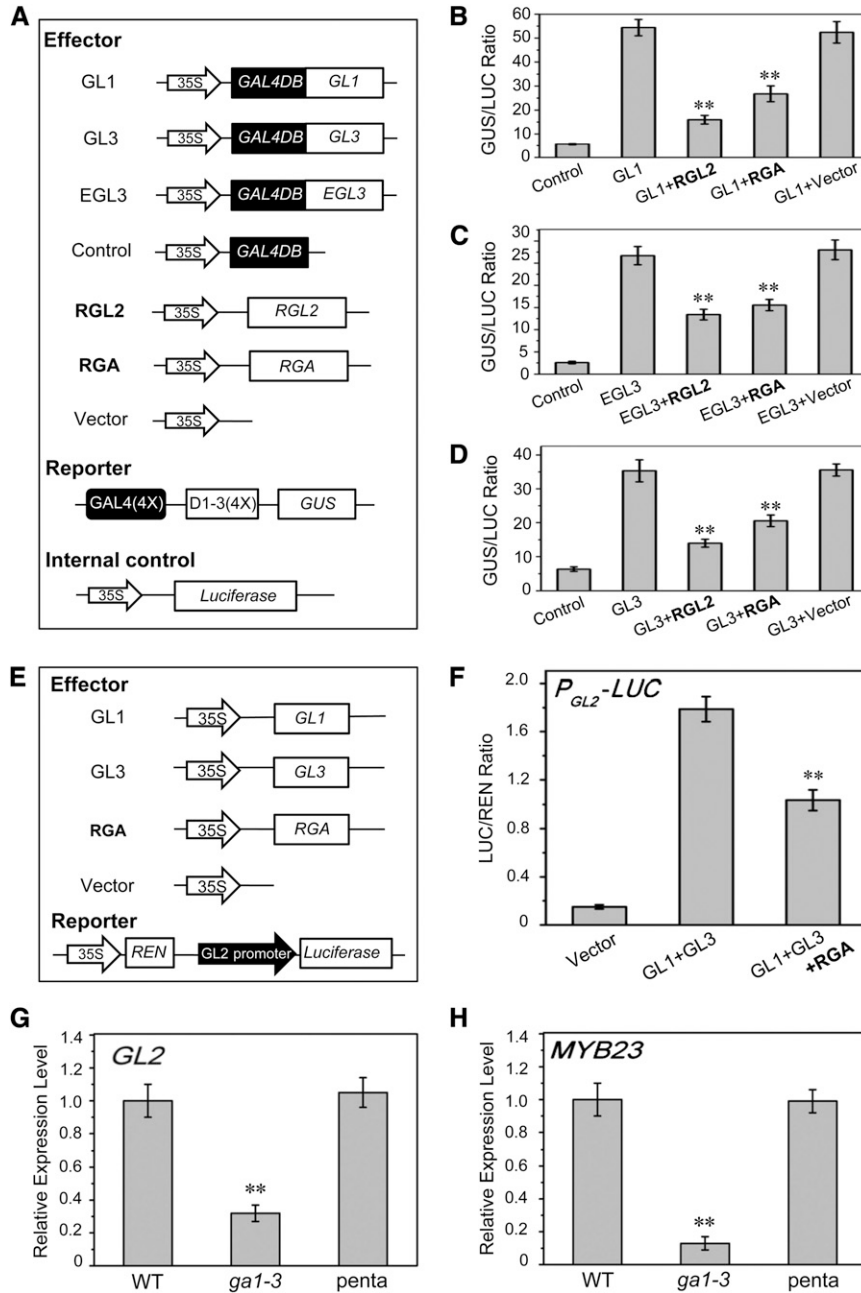 A
Effector
GL1
35S
GAL4DB
GL1
GL3
35S
GAL4DB
GL3
EGL3
35S
GAL4DB
EGL3
Control
35S
GAL4DB
RGL2
35S
RGL2
RGA
35S
RGA
Vector
35S
Reporter
GAL4(4X)
D1-3(4X)
GUS
Internal control
35S
Luciferase
B
GUS/LUC Ratio
60
50
40
30
20
10
0
**
**
Control
GL1
GL1+RGL2
GL1+RGA
GL1+Vector
C
GUS/LUC Ratio
25
20
15
10
5
0
**
**
Control
EGL3
EGL3+RGL2
EGL3+RGA
EGL3+Vector
D
GUS/LUC Ratio
40
30
20
10
0
**
**
Control
GL3
GL3+RGL2
GL3+RGA
GL3+Vector
E
Effector
GL1
35S
GL1
GL3
35S
GL3
RGA
35S
RGA
Vector
35S
Reporter
35S
REN
GL2 promoter
Luciferase
F
PGL2-LUC
LUC/REN Ratio
2.0
1.6
1.2
0.8
0.4
0
**
Vector
GL1+GL3
GL1+GL3
+RGA
G
GL2
Relative Expression Level
1.4
1.2
1.0
0.8
0.6
0.4
0.2
0
**
WT
ga1-3
penta
H
MYB23
Relative Expression Level
1.4
1.2
1.0
0.8
0.6
0.4
0.2
0
**
WT
ga1-3
penta